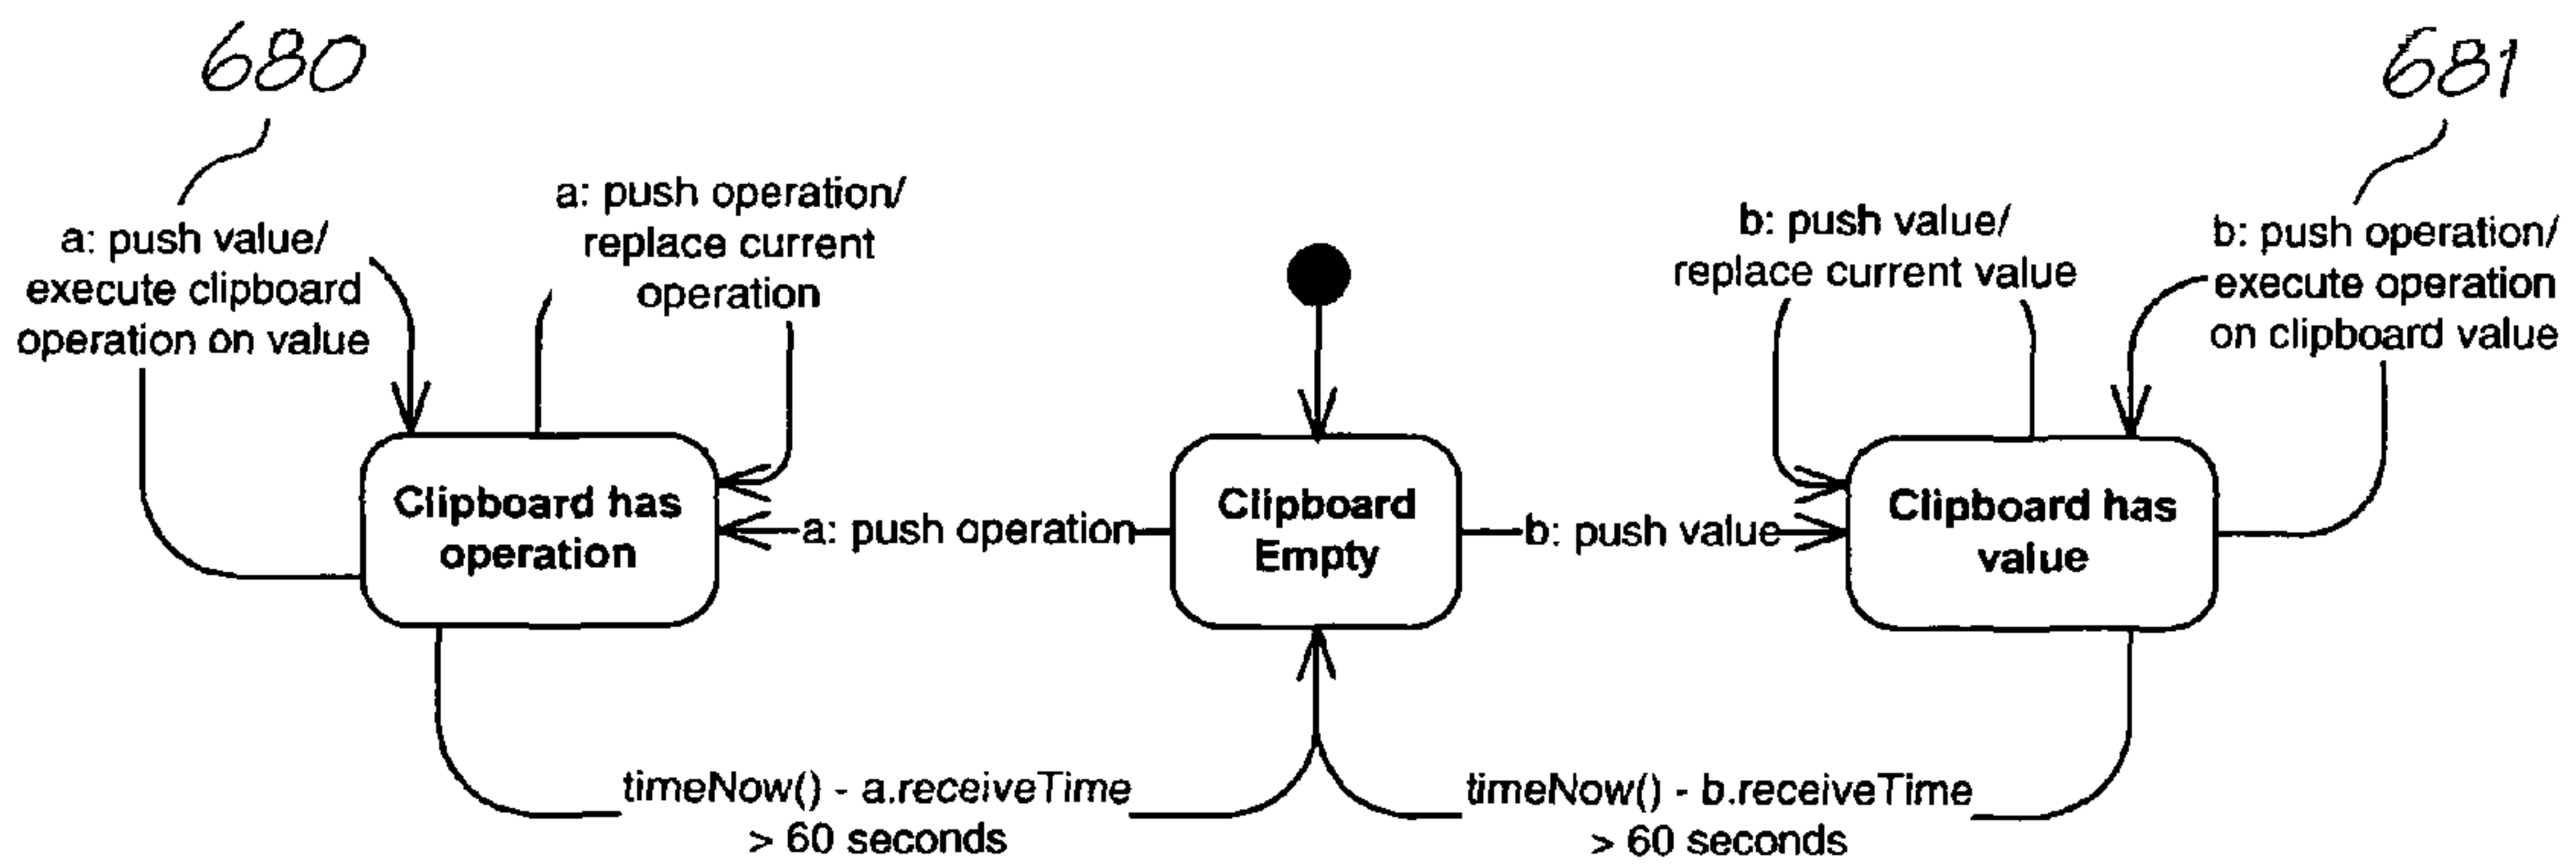 680
681
a: push value/
execute clipboard
operation on value
a: push operation/
replace current
operation
b: push value/
replace current value
b: push operation/
execute operation
on clipboard value
Clipboard has
operation
a: push operation
Clipboard
Empty
b: push value
Clipboard has
value
timeNow() - a.receiveTime
> 60 seconds
timeNow() - b.receiveTime
> 60 seconds